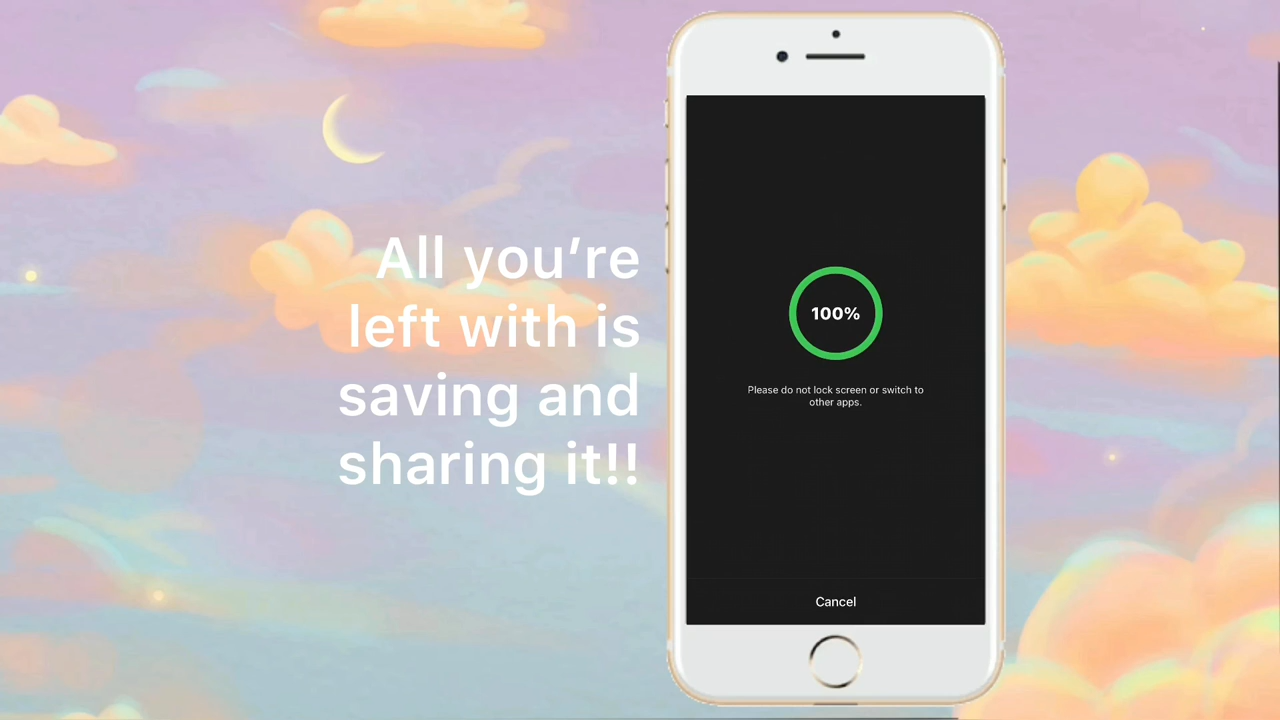 All you’re
left with is
saving and
sharing it!!
100%
Please do not lock screen or switch to
other apps.
Cancel